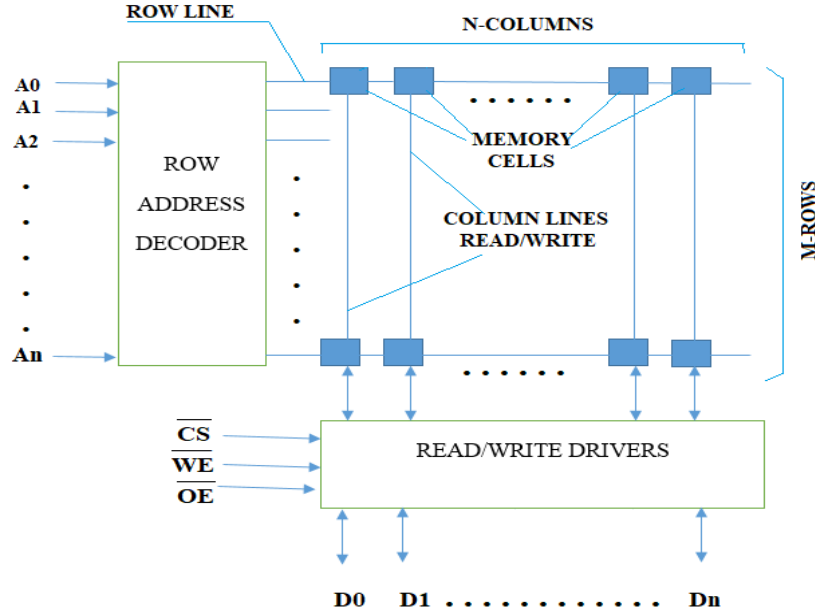 ROW LINE
N-COLUMNS
A0
A1
A2
An
ROW
ADDRESS
DECODER
MEMORY
CELLS
COLUMN LINES
READ/WRITE
M-ROWS
CS
WE
OE
READ/WRITE DRIVERS
D0 D1 . . . . . . . . . . . . Dn